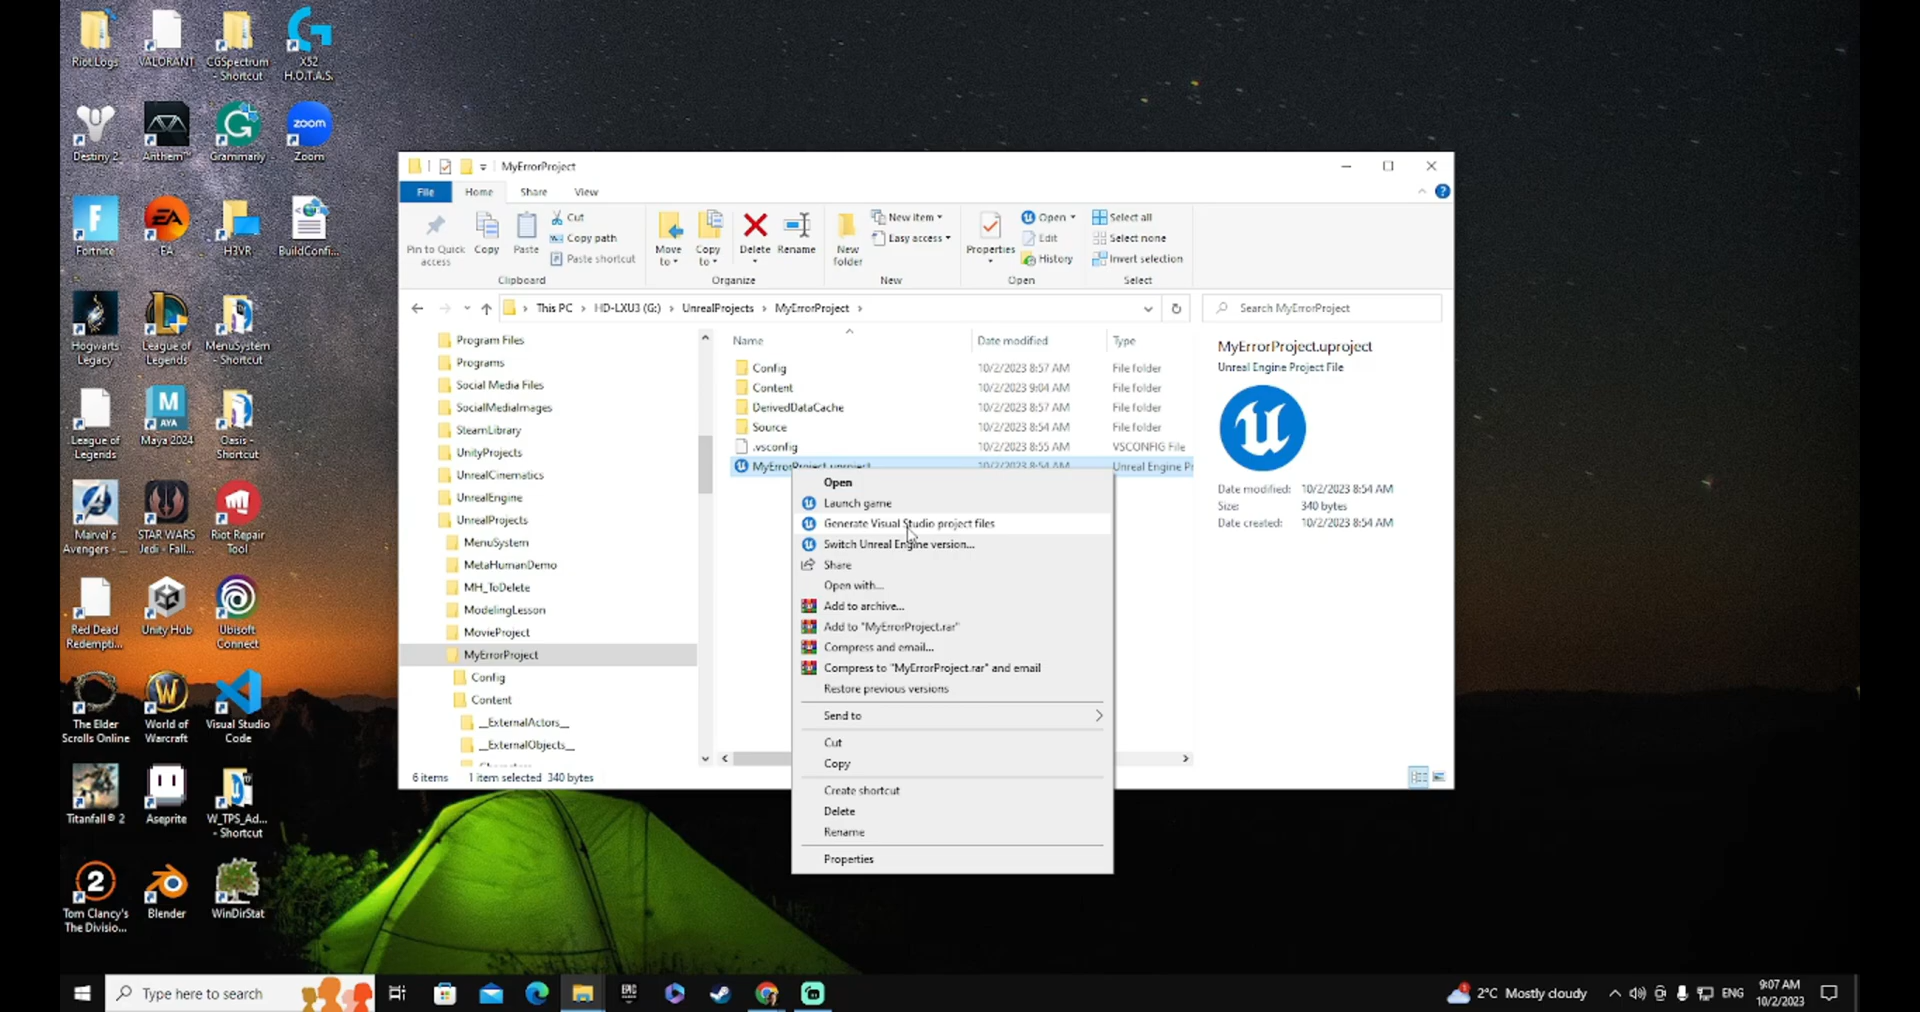 Riot Logs
VALORANT
CGSpectrum
- Shortcut
X52
H.O.T.A.S.
Destiny 2
Anthem™
Grammarly
zoom
Zoom
Fortnite
EA
H3VR
BuildConfi...
Hogwarts
Legacy
League of
Legends
MenuSystem
- Shortcut
League of
Legends
Maya 2024
Oasis -
Shortcut
Marvel's
Avengers - ...
STAR WARS
Jedi - Fall...
Riot Repair
Tool
Red Dead
Redempti...
Unity Hub
Ubisoft
Connect
The Elder
Scrolls Online
World of
Warcraft
Visual Studio
Code
Titanfall® 2
Aseprite
W_TPS_Ad...
- Shortcut
Tom Clancy's
The Divisio...
Blender
WinDirStat
MyErrorProject
File
Home
Share
View
Pin to Quick
access
Copy
Paste
Cut
Copy path
Paste shortcut
Clipboard
Move
to
Copy
to
Delete
Rename
Organize
New
folder
New item
Easy access
New
Properties
Open
Edit
History
Open
Select all
Select none
Invert selection
Select
This PC > HD-LXU3 (G:) > UnrealProjects > MyErrorProject >
Search MyErrorProject
Program Files
Programs
Social Media Files
SocialMediaImages
SteamLibrary
UnityProjects
UnrealCinematics
UnrealEngine
UnrealProjects
MenuSystem
MetaHumanDemo
MH_ToDelete
ModelingLesson
MovieProject
MyErrorProject
Config
Content
__ExternalActors__
__ExternalObjects__
Name Date modified Type
Config 10/2/2023 8:57 AM File folder
Content 10/2/2023 9:04 AM File folder
DerivedDataCache 10/2/2023 8:57 AM File folder
Source 10/2/2023 8:54 AM File folder
.vsconfig 10/2/2023 8:55 AM VSCONFIG File
MyErrorProject.uproject 10/2/2023 8:54 AM Unreal Engine Pr
Open
Launch game
Generate Visual Studio project files
Switch Unreal Engine version...
Share
Open with...
Add to archive...
Add to "MyErrorProject.rar"
Compress and email...
Compress to "MyErrorProject.rar" and email
Restore previous versions
Send to
Cut
Copy
Create shortcut
Delete
Rename
Properties
MyErrorProject.uproject
Unreal Engine Project File
Date modified: 10/2/2023 8:54 AM
Size: 340 bytes
Date created: 10/2/2023 8:54 AM
6 items 1 item selected 340 bytes
Type here to search
EPIC
2°C Mostly cloudy
ENG
9:07 AM
10/2/2023